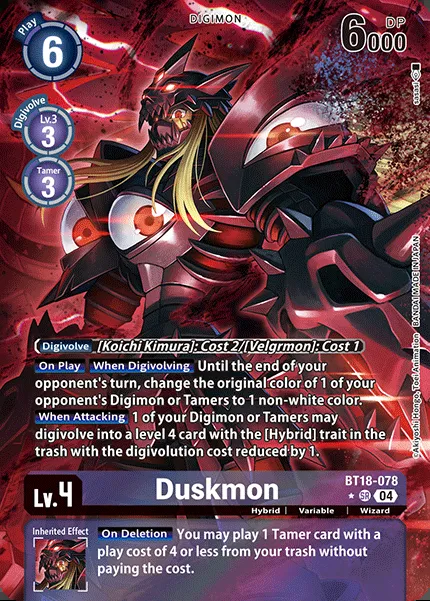 DIGIMON
Play
6
6000
DP
Digivolve
Lv.3
3
Tamer
3
©Akiyoshi Hongo, Toei Animation BANDAI MADE IN JAPAN
Digivolve [Koichi Kimura]: Cost 2/[Velgrmon]: Cost 1
On Play When Digivolving Until the end of your
opponent's turn, change the original color of 1 of your
opponent's Digimon or Tamers to 1 non-white color.
When Attacking 1 of your Digimon or Tamers may
digivolve into a level 4 card with the [Hybrid] trait in the
trash with the digivolution cost reduced by 1.
Lv.4
Duskmon
BT18-078
SR 04
Hybrid | Variable | Wizard
Inherited Effect
On Deletion You may play 1 Tamer card with a
play cost of 4 or less from your trash without
paying the cost.